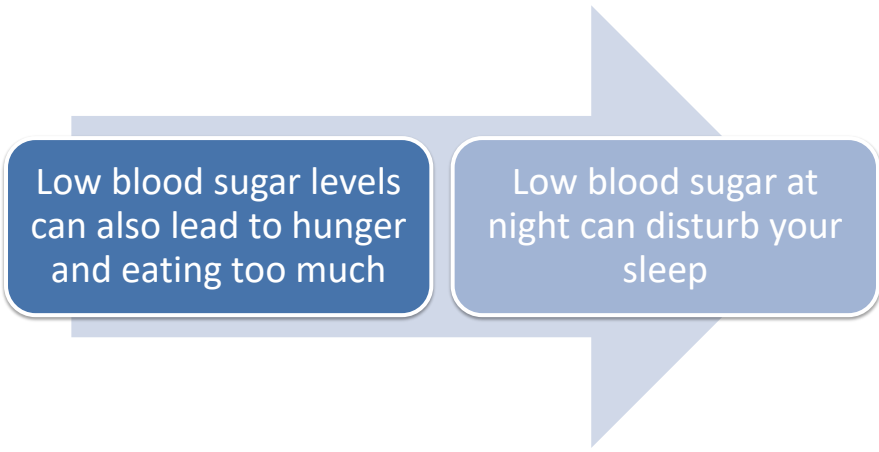 Low blood sugar levels
can also lead to hunger
and eating too much
Low blood sugar at
night can disturb your
sleep